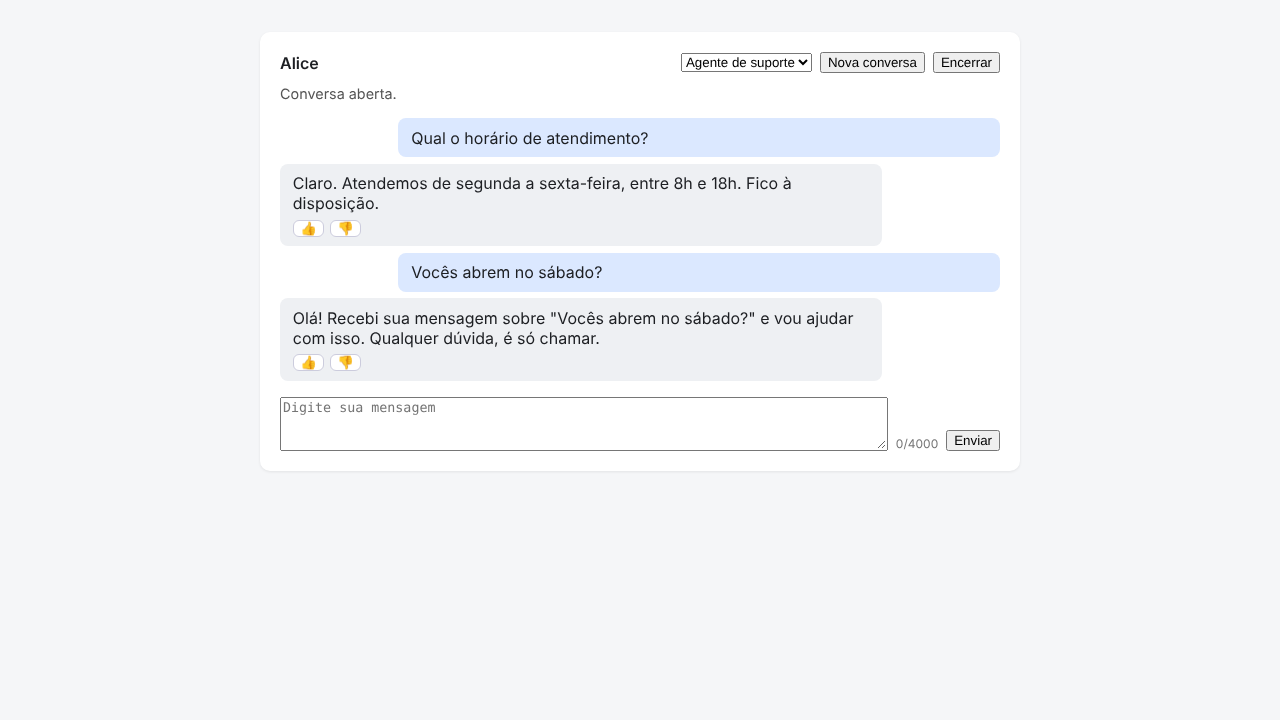 Alice
Agente de suporte
Nova conversa
Encerrar
Conversa aberta.
Qual o horário de atendimento?
Claro. Atendemos de segunda a sexta-feira, entre 8h e 18h. Fico à
disposição.
👍 👎
Vocês abrem no sábado?
Olá! Recebi sua mensagem sobre "Vocês abrem no sábado?" e vou ajudar
com isso. Qualquer dúvida, é só chamar.
👍 👎
Digite sua mensagem
0/4000
Enviar